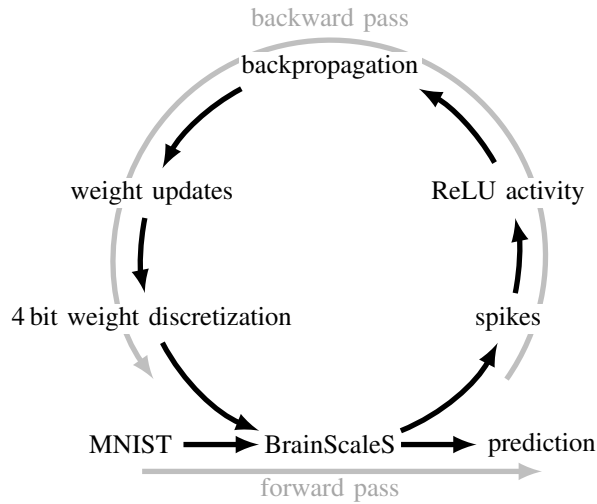 backward pass
backpropagation
weight updates
ReLU activity
4 bit weight discretization
spikes
MNIST
BrainScaleS
prediction
forward pass